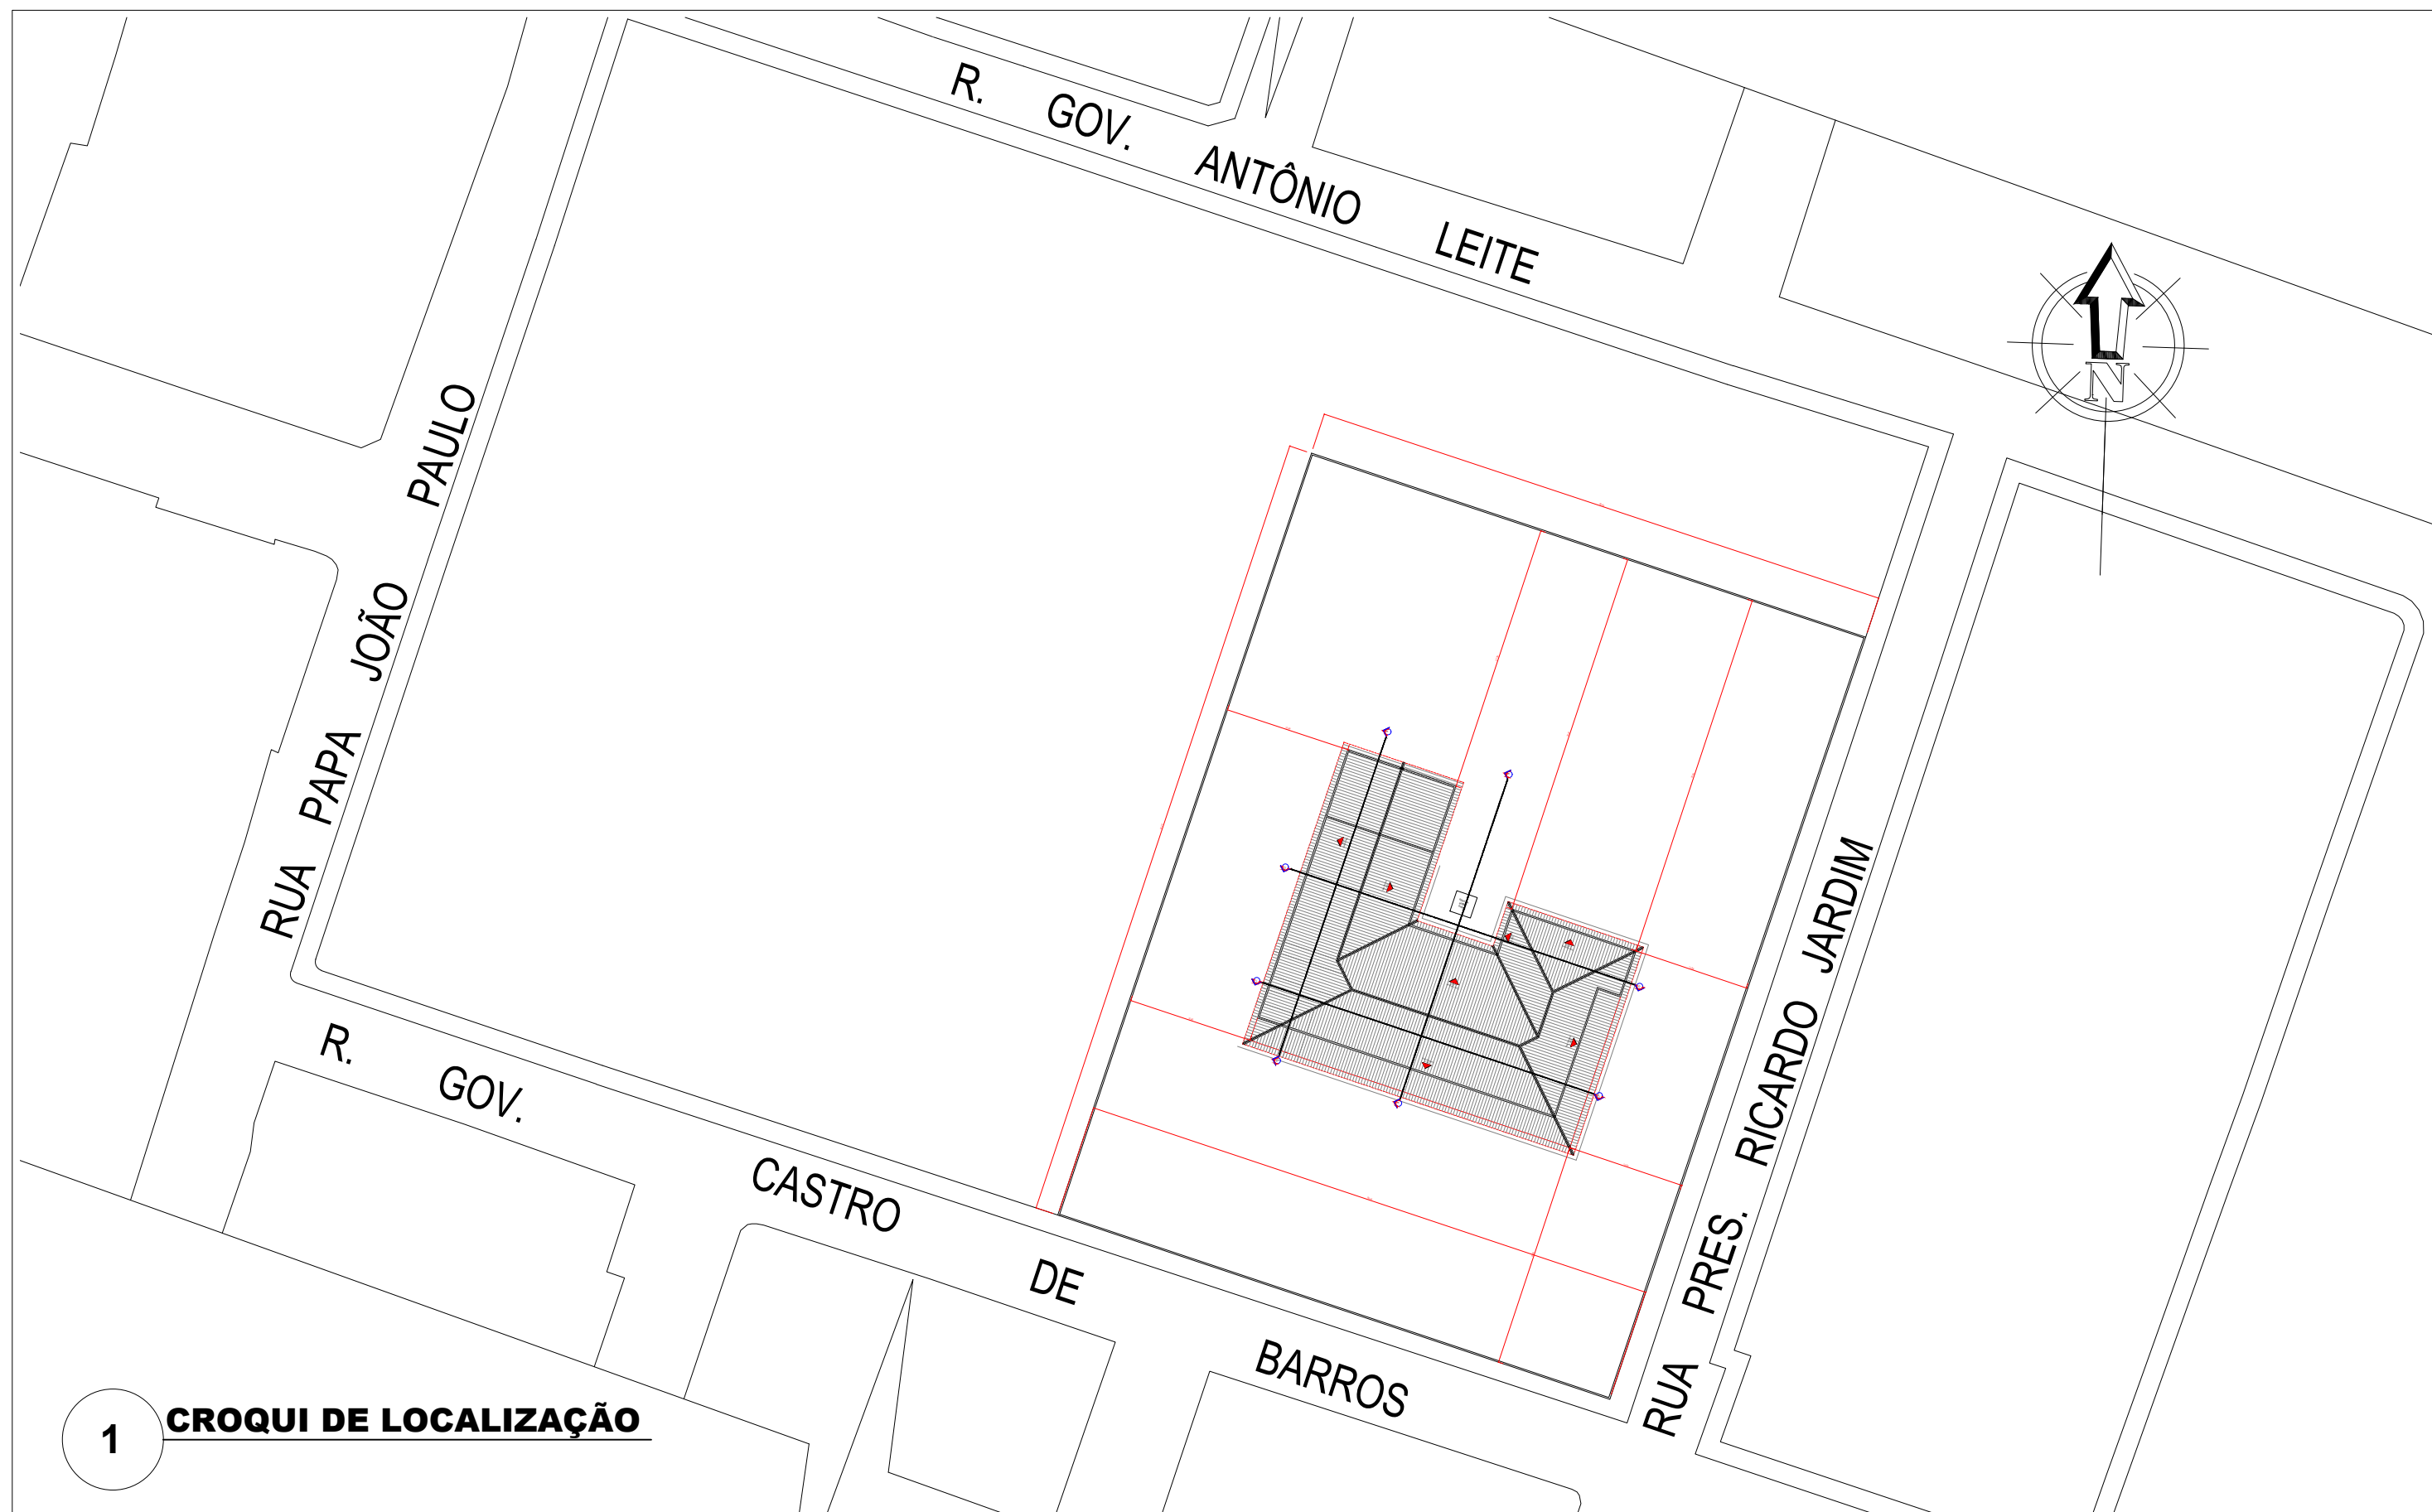 R. GOV. ANTÔNIO LEITE
N
RUA PAPA JOÃO PAULO
RUA PRES. RICARDO JARDIM
R. GOV. CASTRO DE BARROS
1 CROQUI DE LOCALIZAÇÃO